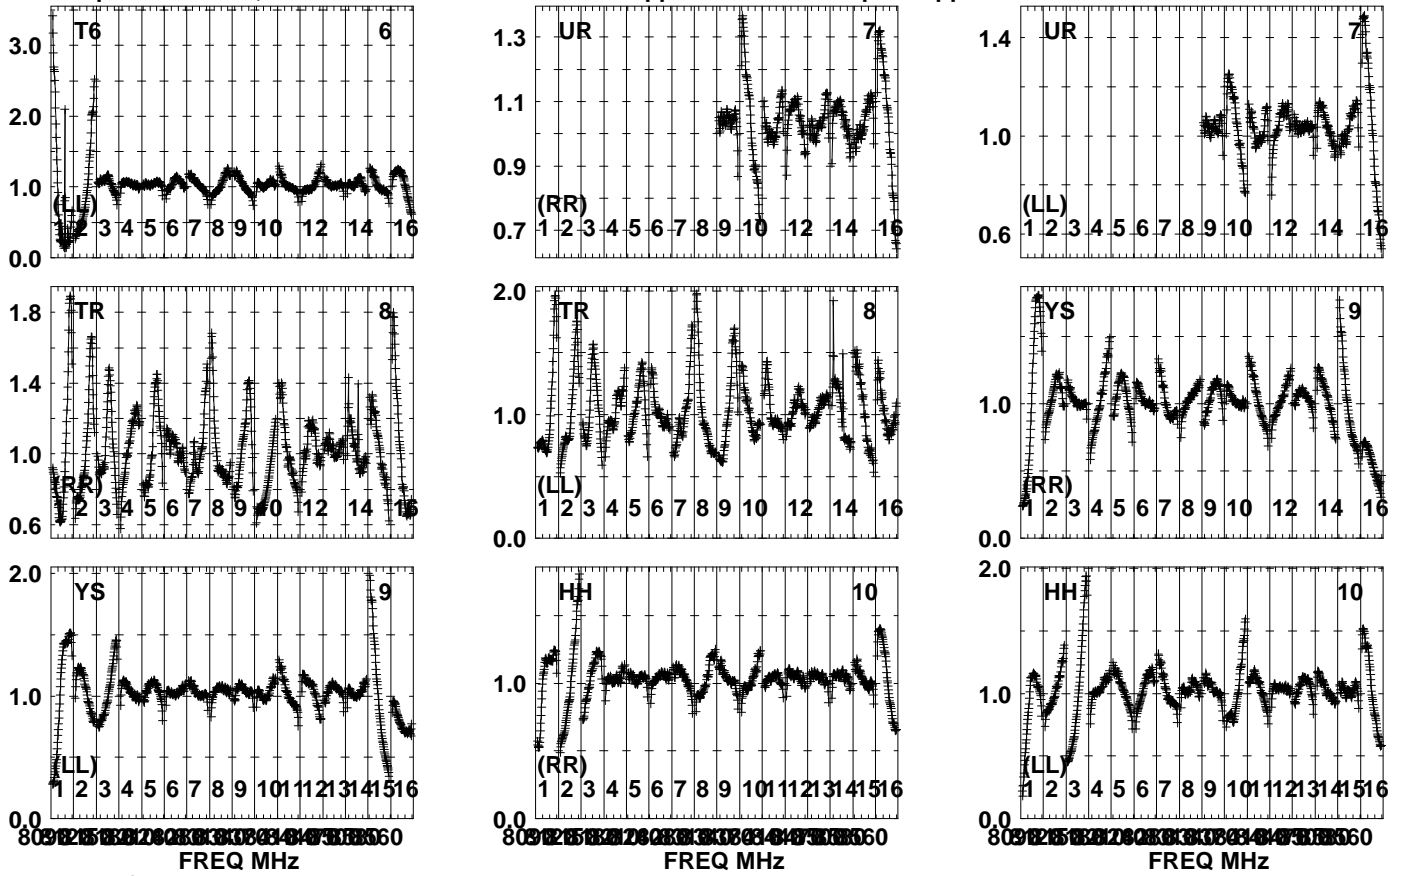 3.0 T6 6
2.0
1.0
(LL)
1 2 3 4 5 6 7 8 9 10 12 14 16
0.0
1.3 UR 7
1.1
0.9
(RR)
0.7 1 2 3 4 5 6 7 8 9 10 12 14 16
1.4 UR 7
1.0
(LL)
0.6 1 2 3 4 5 6 7 8 9 10 12 14 16
1.8 TR 8
1.4
1.0
(RR)
0.6 2 3 4 5 6 7 8 9 12 14 16
2.0 TR 8
1.0
(LL)
1 2 3 4 5 6 7 8 9 10 12 14 16
0.0
YS 9
1.0
(RR)
1 2 3 4 5 6 7 8 9 10 12 14 16
0.0
2.0 YS 9
1.0
(LL)
1 2 3 4 5 6 7 8 9 10 11 12 13 14 15 16
0.0
FREQ MHz
HH 10
1.0
(RR)
1 2 3 4 5 6 7 8 9 10 11 12 13 14 15 16
0.0
2.0 HH 10
1.0
(LL)
1 2 3 4 5 6 7 8 9 10 11 12 13 14 15 16
0.0
FREQ MHz